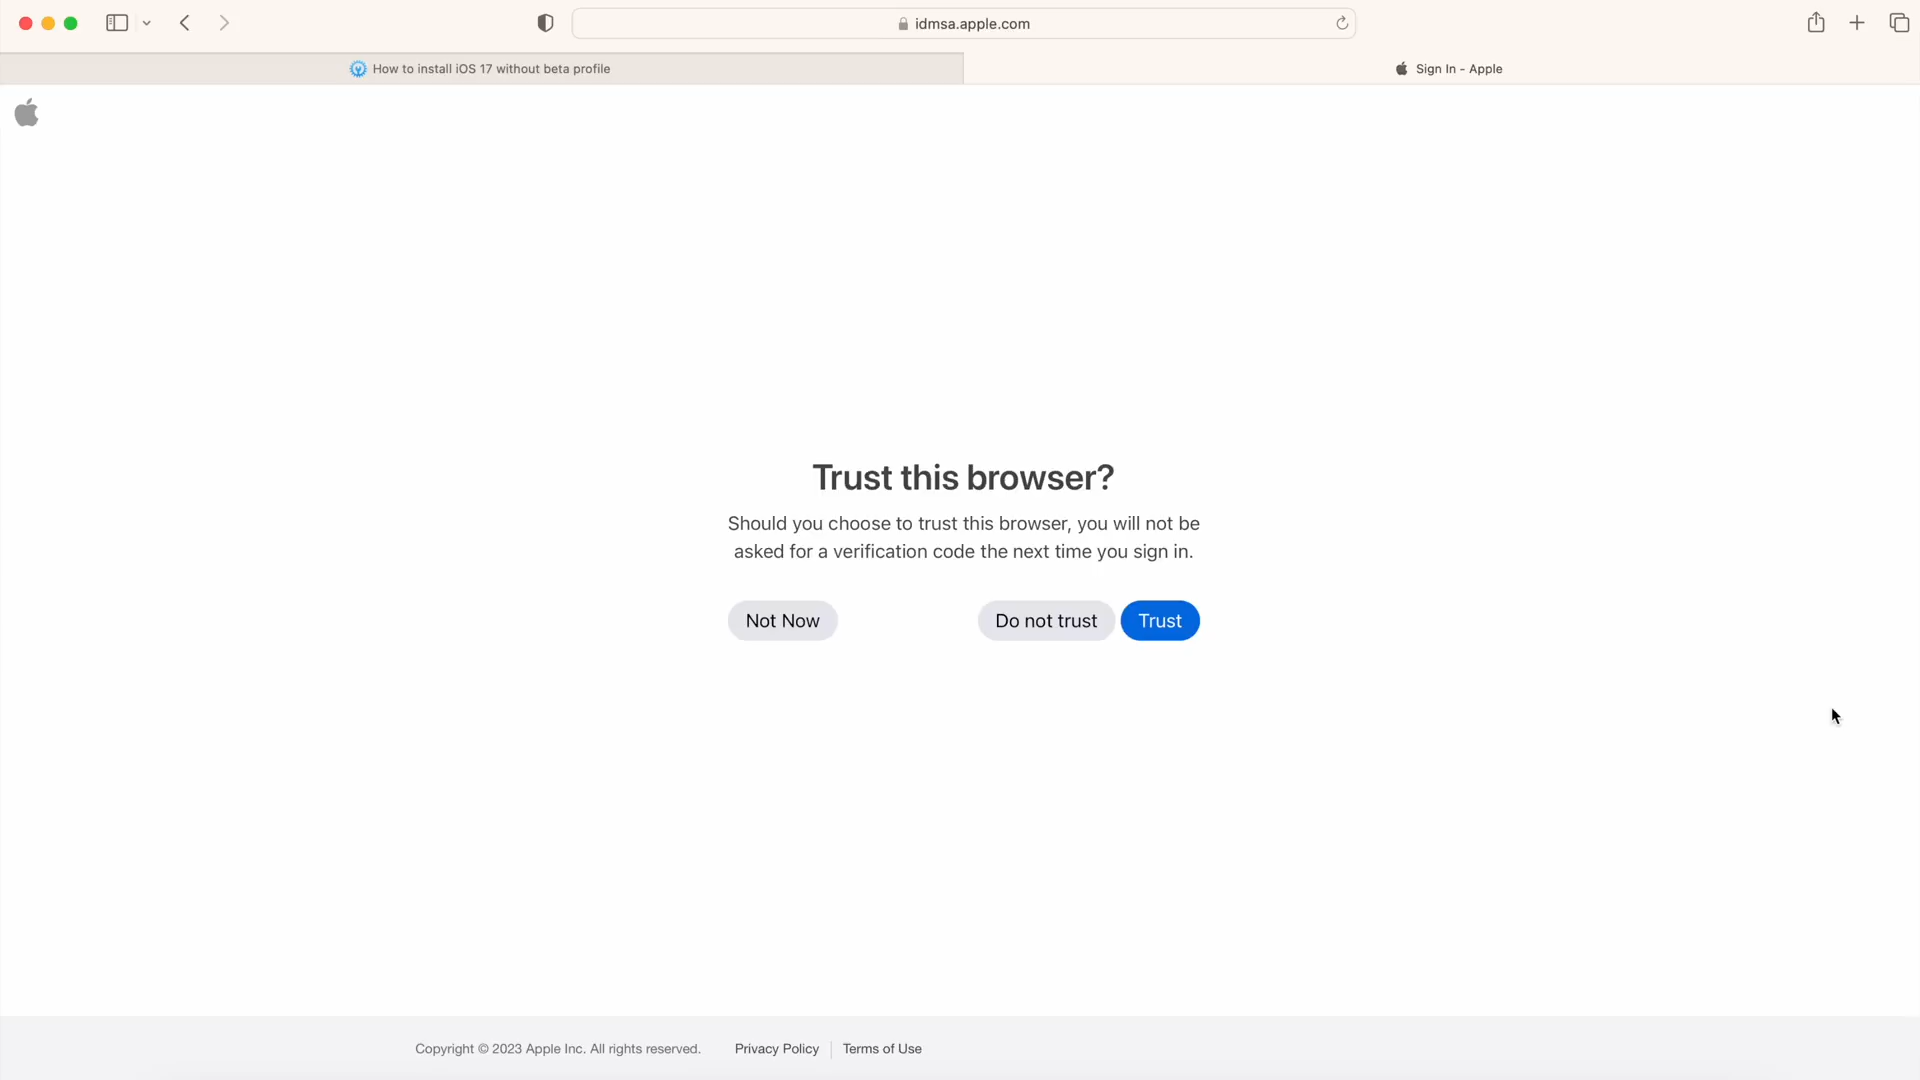 idmsa.apple.com
How to install iOS 17 without beta profile
Sign In - Apple
Trust this browser?
Should you choose to trust this browser, you will not be
asked for a verification code the next time you sign in.
Not Now
Do not trust
Trust
Copyright © 2023 Apple Inc. All rights reserved.
Privacy Policy
Terms of Use